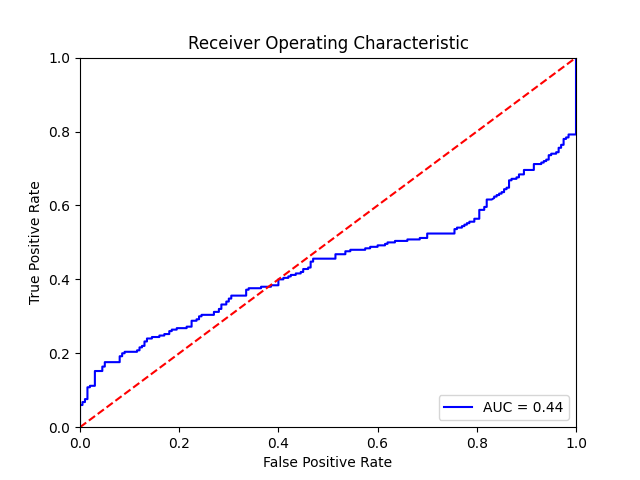 Receiver Operating Characteristic
True Positive Rate
1.0
0.8
0.6
0.4
0.2
0.0
AUC = 0.44
0.0 0.2 0.4 0.6 0.8 1.0
False Positive Rate